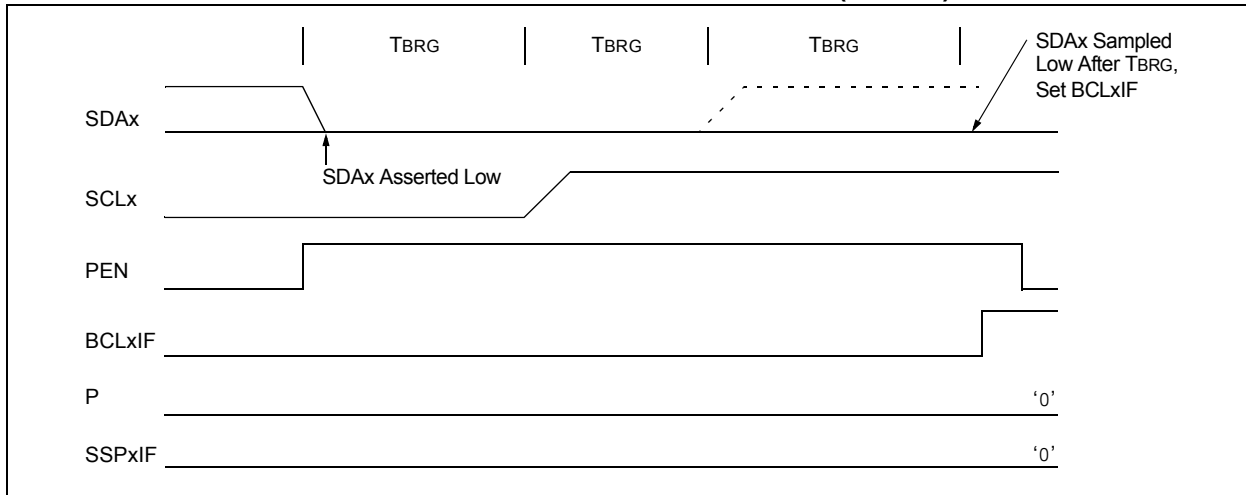 TBRG TBRG TBRG
SDAx Sampled
Low After TBRG,
Set BCLxIF
SDAx
SDAx Asserted Low
SCLx
PEN
BCLxIF
P
‘0’
SSPxIF
‘0’